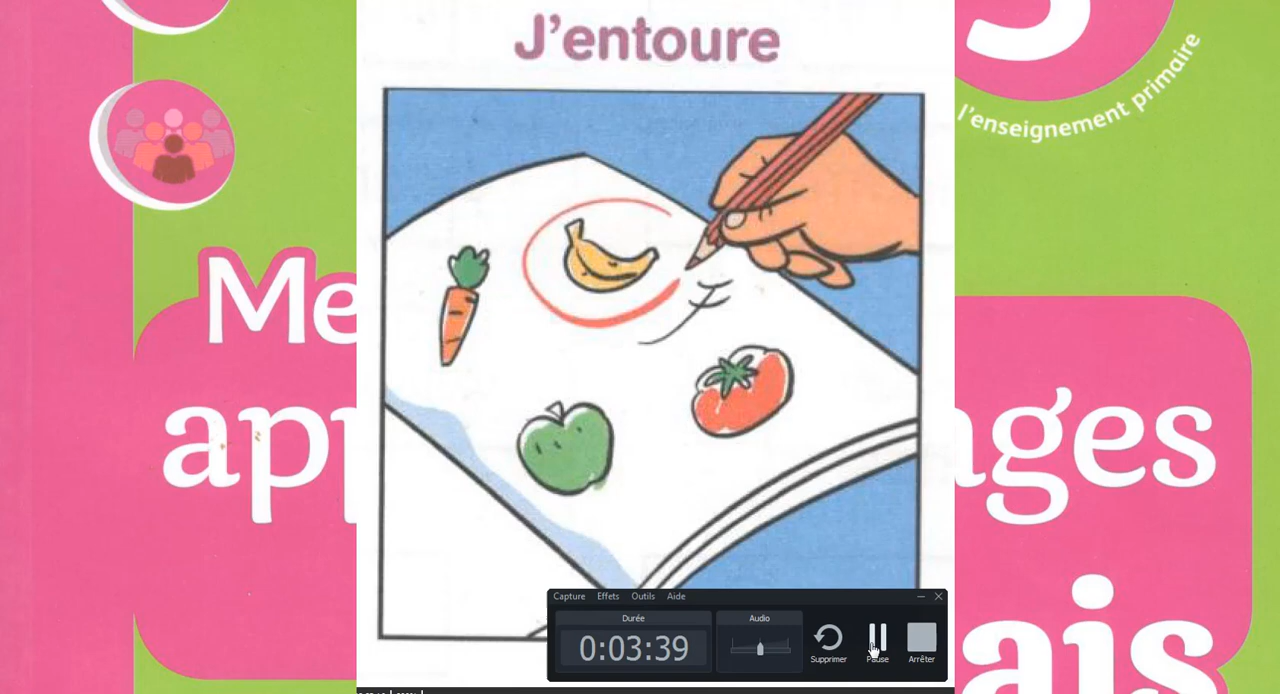 J'entoure
l'enseignement primaire
Me
app
ages
ais
Capture Effets Outils Aide
Durée
Audio
0:03:39
Supprimer
Pause
Arrêter